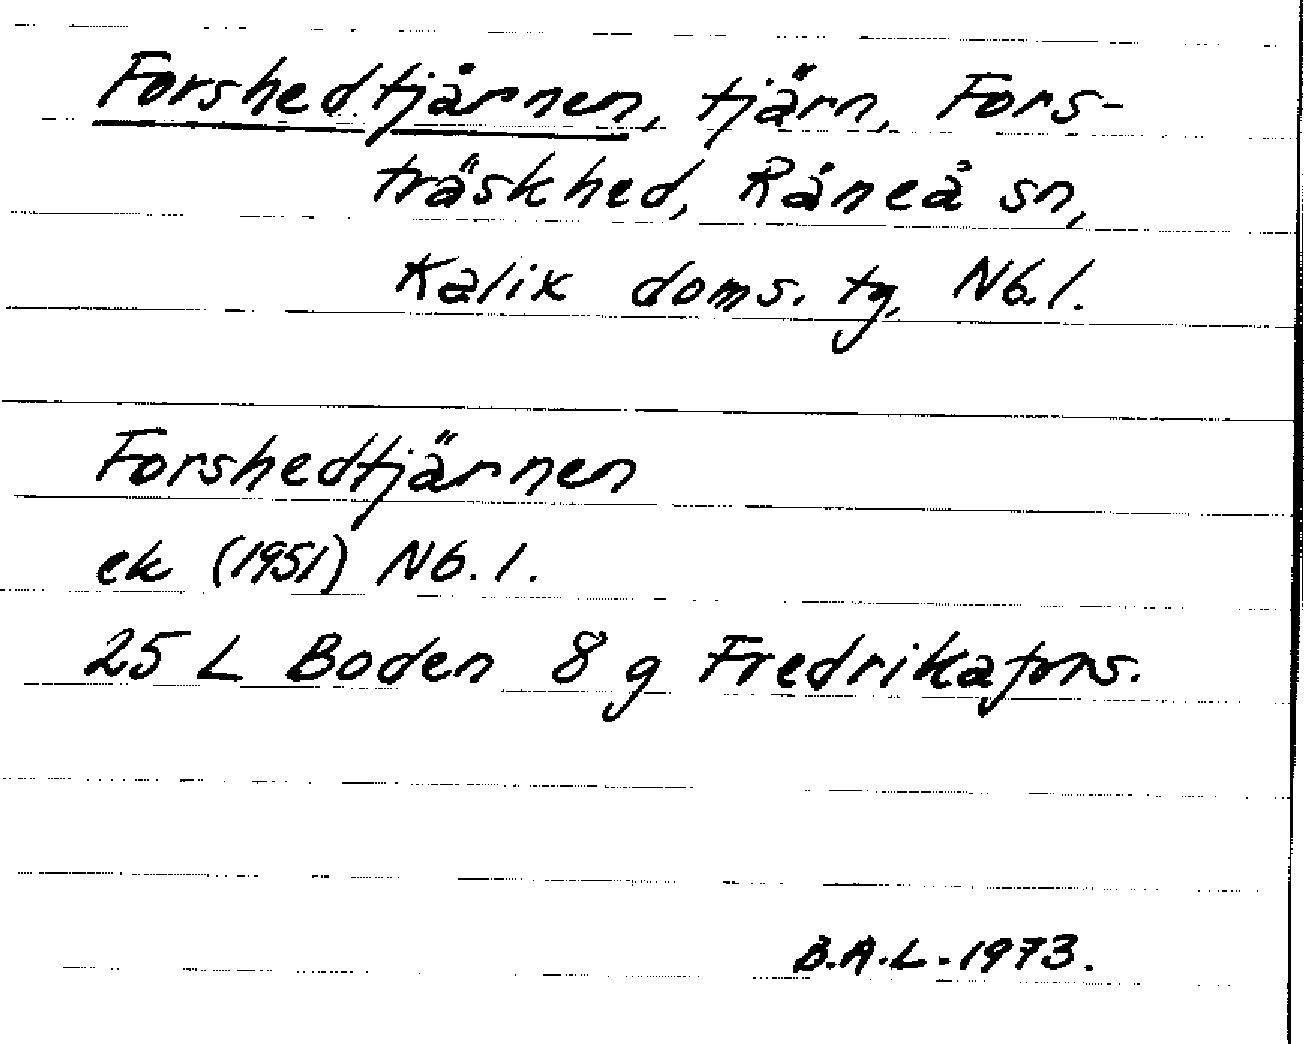 Forshedtjärnen, tjärn, Fors-
träskhed, Råneå sn,
Kalix doms. tg, Nb.l.
Forshedtjärnen
ek (1951) Nb. l.
25 L Boden 8 g Fredrikafors.
B.A.L. 1973.